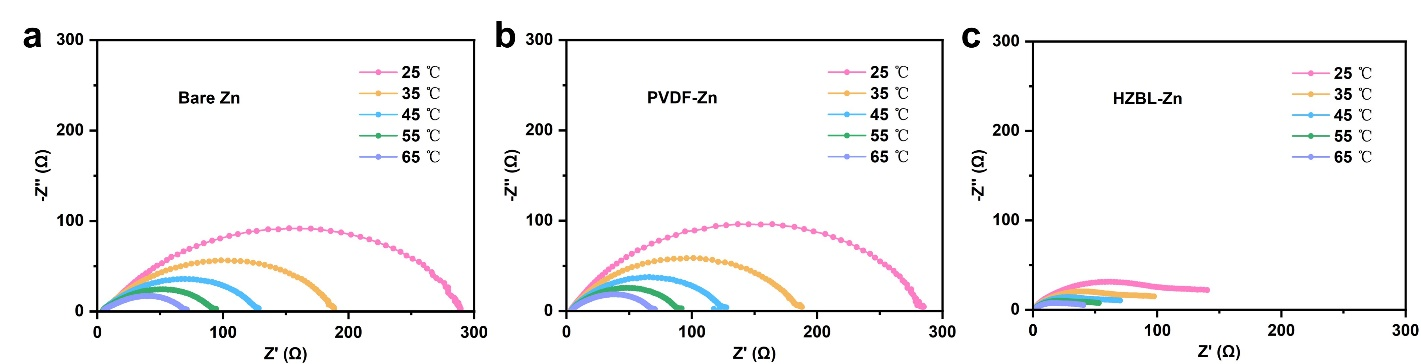 a
300
200
100
0
-Z'' (Ω)
Bare Zn
25 ℃
35 ℃
45 ℃
55 ℃
65 ℃
0 100 200 300
Z' (Ω)
b
300
200
100
0
-Z'' (Ω)
PVDF-Zn
25 ℃
35 ℃
45 ℃
55 ℃
65 ℃
0 100 200 300
Z' (Ω)
c
300
200
100
0
-Z'' (Ω)
HZBL-Zn
25 ℃
35 ℃
45 ℃
55 ℃
65 ℃
0 100 200 300
Z' (Ω)